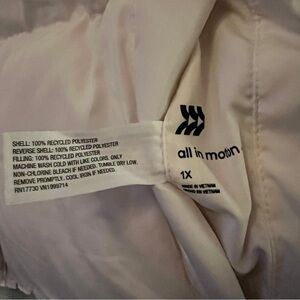 SHELL: 100% RECYCLED POLYESTER
REVERSE SHELL: 100% RECYCLED POLYESTER
FILLING: 100% RECYCLED POLYESTER
MACHINE WASH COLD WITH LIKE COLORS. ONLY
NON-CHLORINE BLEACH IF NEEDED. TUMBLE DRY LOW.
REMOVE PROMPTLY. COOL IRON IF NEEDED.
RN17730 VN1999714
all in motion
1X
MADE IN VIETNAM